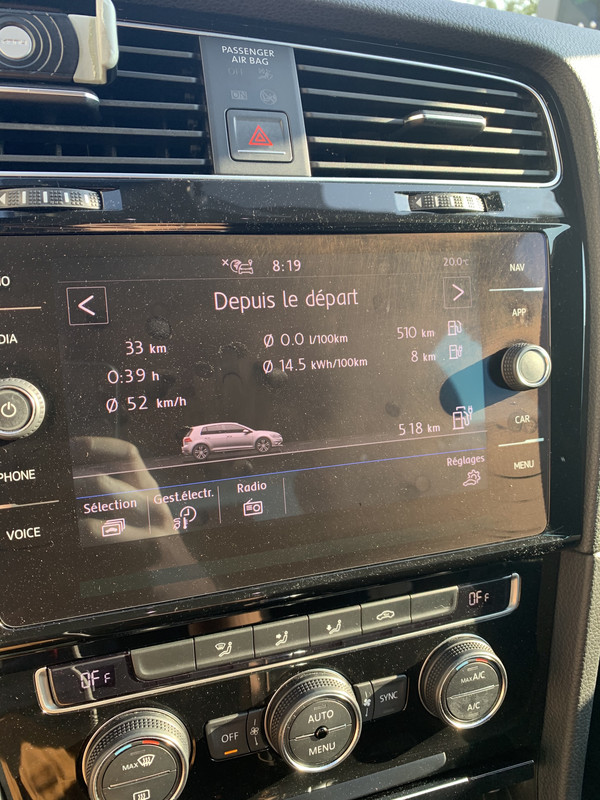 PASSENGER
AIR BAG
8:19
20.0°C
Depuis le départ
NAV
APP
CAR
MENU
PHONE
VOICE
33 km
0:39 h
Ø 52 km/h
Ø 0.0 l/100km
Ø 14.5 kWh/100km
510 km
8 km
518 km
Sélection
Gest.électr.
Radio
Réglages
OFF
OFF
MAX
OFF
AUTO
MENU
SYNC
MAX A/C
A/C